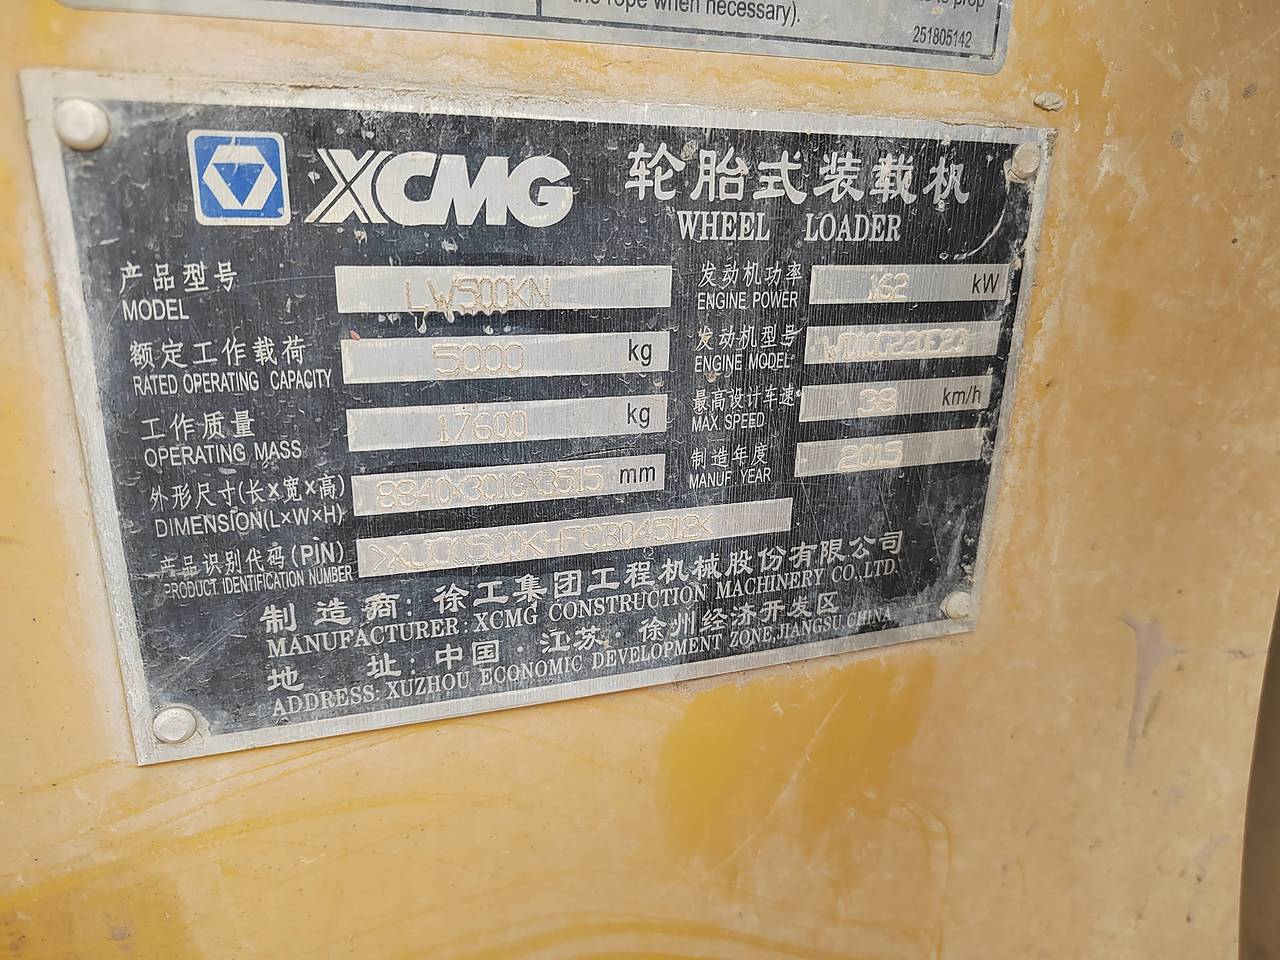 the rope when necessary).
to prop
251805142
XCMG 轮胎式装载机
WHEEL LOADER
产品型号
MODEL
LW500KN
额定工作载荷
RATED OPERATING CAPACITY
5000 kg
工作质量
OPERATING MASS
17600 kg
外形尺寸(长×宽×高)
DIMENSION(L×W×H)
8840×3016×3515 mm
产品识别代码(PIN)
PRODUCT IDENTIFICATION NUMBER
发动机功率
ENGINE POWER
162 kW
发动机型号
ENGINE MODEL
WD10G220E23
最高设计车速
MAX. SPEED
38 km/h
制造年度
MANUF YEAR
2015
制造商: 徐工集团工程机械股份有限公司
MANUFACTURER: XCMG CONSTRUCTION MACHINERY CO.,LTD.
地 址: 中国·江苏·徐州经济开发区
ADDRESS: XUZHOU ECONOMIC DEVELOPMENT ZONE,JIANGSU,CHINA